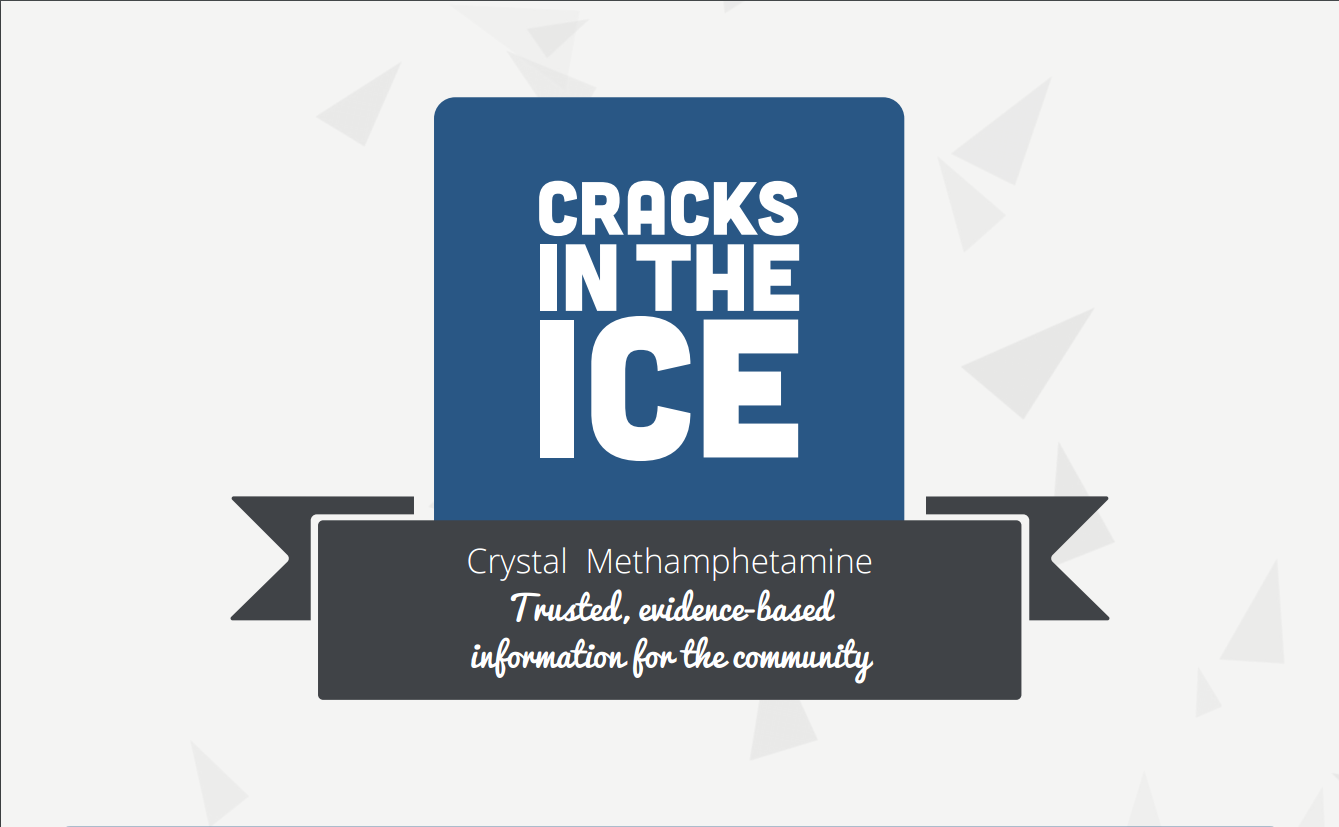 CRACKS
IN THE
ICE
Crystal Methamphetamine
Trusted, evidence-based
information for the community